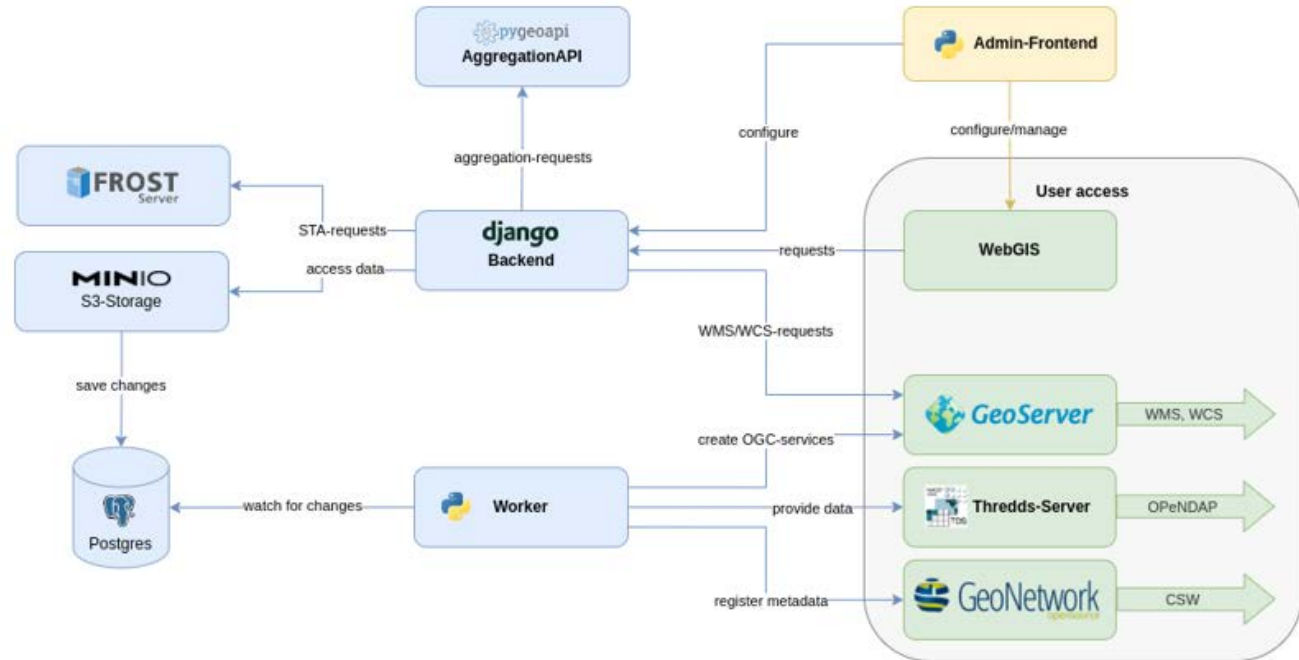 pygeoapi
AggregationAPI
Admin-Frontend
configure
configure/manage
aggregation-requests
FROST
Server
User access
STA-requests
django
Backend
requests
WebGIS
MINIO
S3-Storage
access data
WMS/WCS-requests
save changes
GeoServer
WMS, WCS
create OGC-services
Postgres
watch for changes
Worker
provide data
TDS
Thredds-Server
OPeNDAP
register metadata
GeoNetwork
opensource
CSW